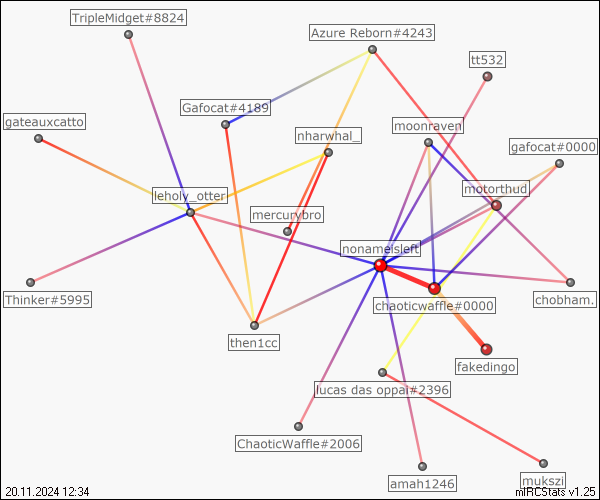 TripleMidget#8824
Azure Reborn#4243
tt532
Gafocat#4189
gateauxcatto
moonraven
nharwhal_
gafocat#0000
motorthud_
leholy_otter
mercurybro
nonameisleft
Thinker#5995
chobham.
chaoticwaffle#0000
then1cc
fakedingo
lucas das oppai#2396
ChaoticWaffle#2006
amah1246
mukszi
20.11.2024 12:34
mIRCStats v1.25